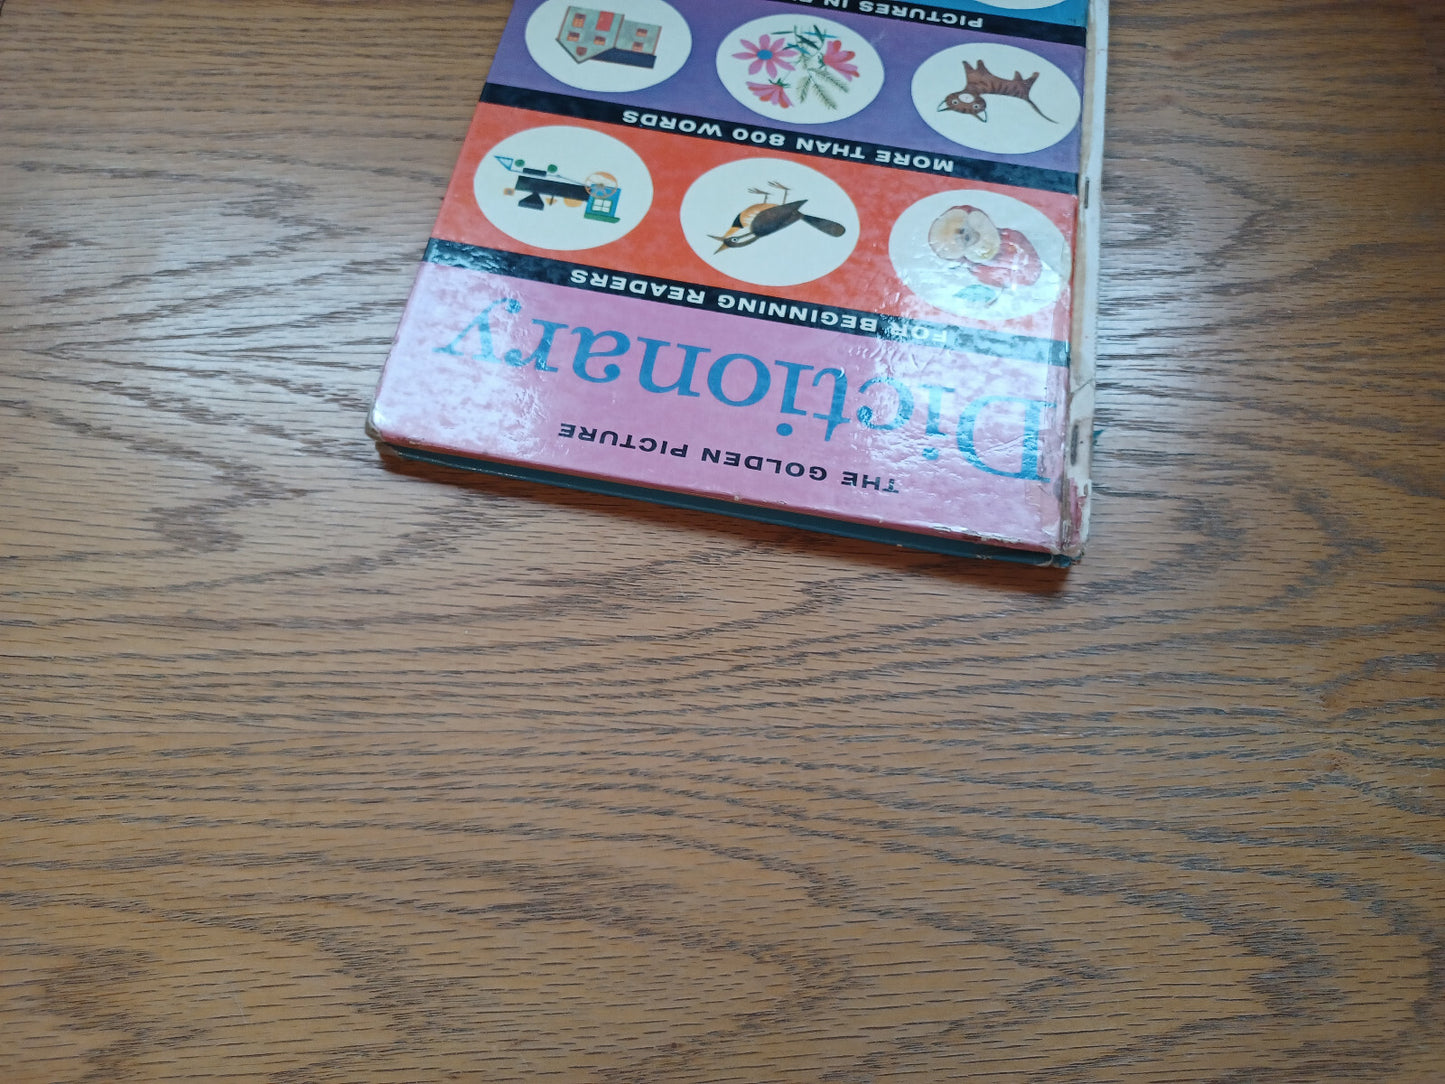 THE GOLDEN PICTURE
Dictionary
FOR BEGINNING READERS
MORE THAN 800 WORDS
PICTURES IN